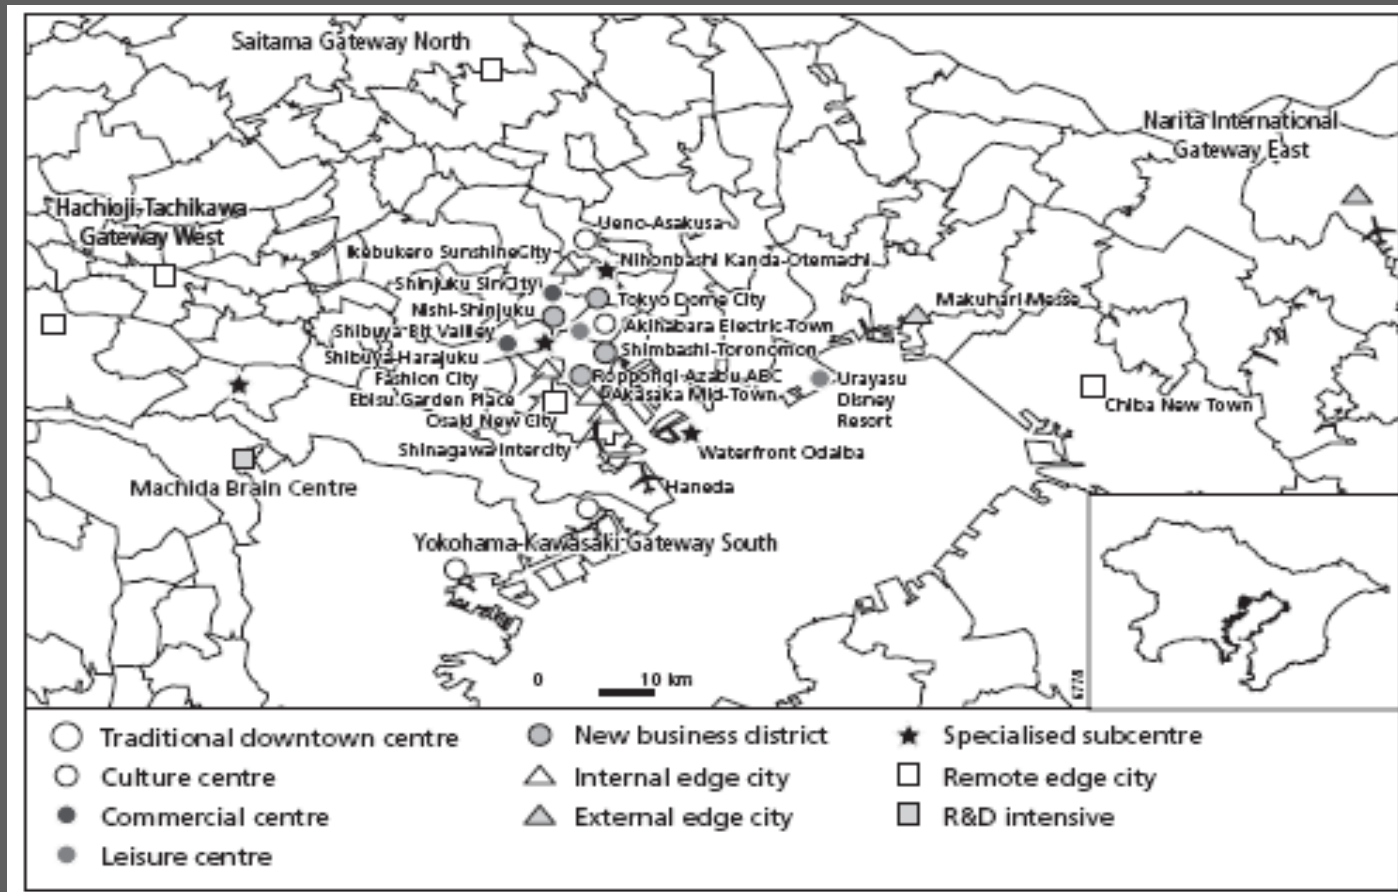 Saitama Gateway North
Narita International
Gateway East
Hachioji-Tachikawa
Gateway West
Ueno-Asakusa
Ikebukero SunshineCity
Nihonbashi Kanda-Otemachi
Shinjuku SinCity
Tokyo Dome City
Makuhari Messe
Nishi-Shinjuku
Akihabara Electric Town
Shibuya Bit Vallley
Shimbashi-Toronomon
Shibuya-Harajuku
Fashion City
Roppongi-Azabu ABC
Urayasu
Disney
Resort
Ebisu Garden Place
Akasaka Mid-Town
Chiba New Town
Osaki New City
Shinagawa Intercity
Waterfront Odaiba
Machida Brain Centre
Haneda
Yokohama-Kawasaki Gateway South
0 10 km
6778
Traditional downtown centre
New business district
Specialised subcentre
Culture centre
Internal edge city
Remote edge city
Commercial centre
External edge city
R&D intensive
Leisure centre